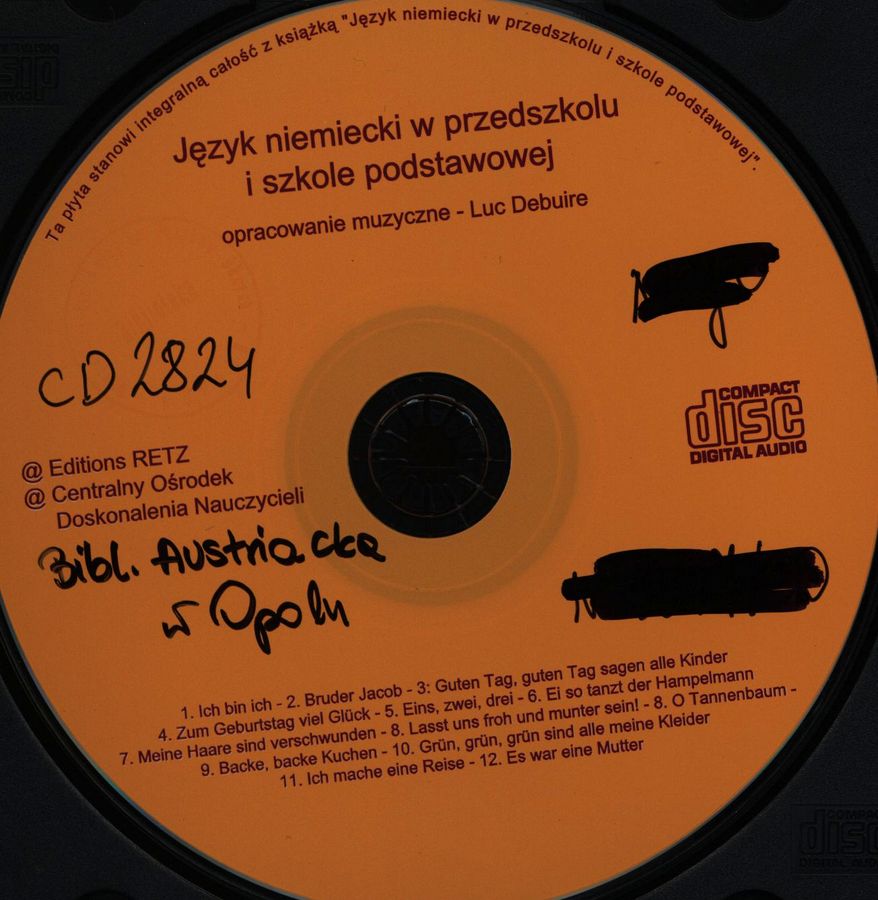 Ta płyta stanowi integralną całość z książką "Język niemiecki w przedszkolu i szkole podstawowej".
Język niemiecki w przedszkolu
i szkole podstawowej
opracowanie muzyczne - Luc Debuire
CD 2824
COMPACT
disc
DIGITAL AUDIO
@ Editions RETZ
@ Centralny Ośrodek
Doskonalenia Nauczycieli
Bibl. Austriacka
w Opolu
1. Ich bin ich - 2. Bruder Jacob - 3: Guten Tag, guten Tag sagen alle Kinder
4. Zum Geburtstag viel Glück - 5. Eins, zwei, drei - 6. Ei so tanzt der Hampelmann
7. Meine Haare sind verschwunden - 8. Lasst uns froh und munter sein! - 8. O Tannenbaum -
9. Backe, backe Kuchen - 10. Grün, grün, grün sind alle meine Kleider
11. Ich mache eine Reise - 12. Es war eine Mutter
COMPACT
disc
DIGITAL AUDIO